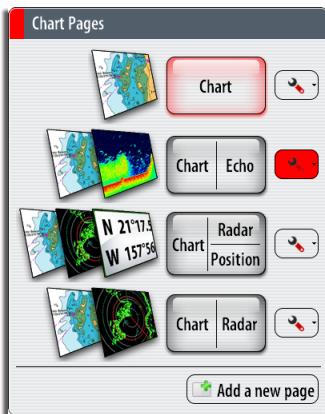 Chart Pages
Chart
Chart Echo
N 21°17.5
W 157°56
Chart Radar
Position
Chart Radar
Add a new page